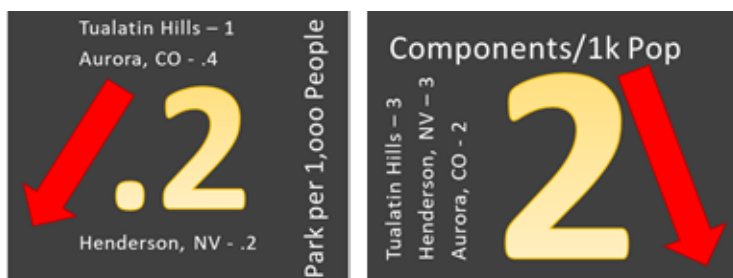 Tualatin Hills – 1
Aurora, CO - .4
.2
Henderson, NV - .2
Park per 1,000 People
Components/1k Pop
Tualatin Hills – 3
Henderson, NV – 3
Aurora, CO - 2
2